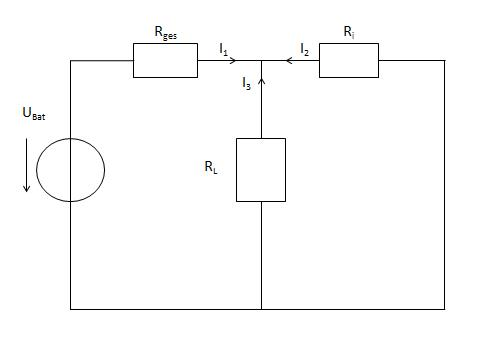 R_ges
I_1
I_2
R_i
I_3
U_Bat
R_L